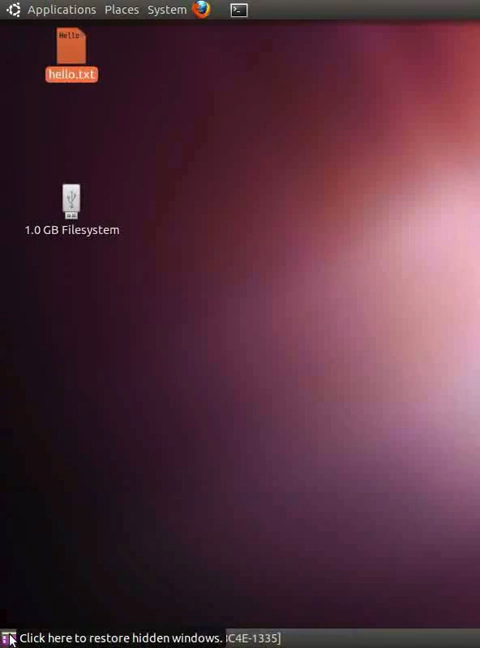 Applications Places System
Hello
hello.txt
1.0 GB Filesystem
Click here to restore hidden windows. C4E-1335]